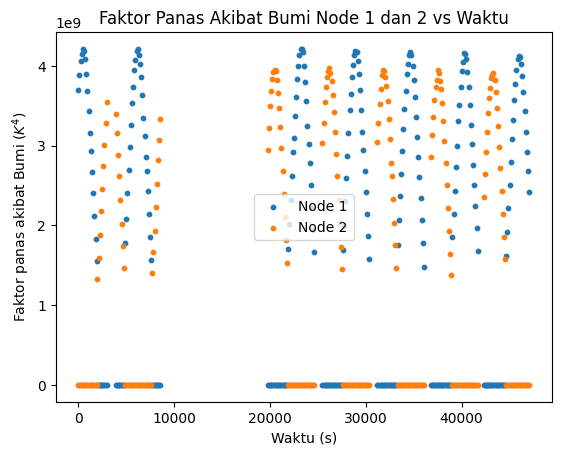 Faktor Panas Akibat Bumi Node 1 dan 2 vs Waktu
1e9
Faktor panas akibat Bumi (K⁴)
4
3
2
1
0
Node 1
Node 2
0 10000 20000 30000 40000
Waktu (s)